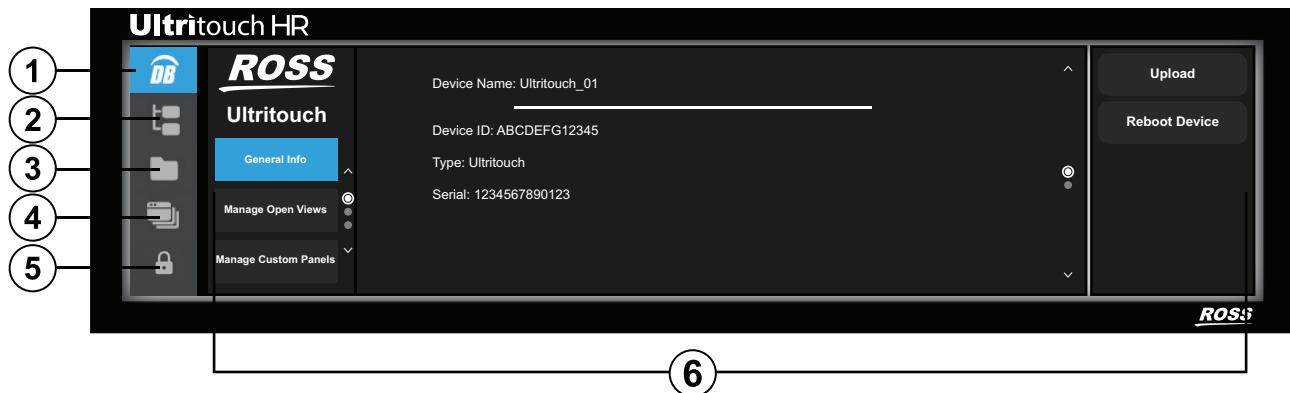 Ultritouch HR
1
2
3
4
5
DB
ROSS
Ultritouch
General Info
Manage Open Views
Manage Custom Panels
Device Name: Ultritouch_01
Device ID: ABCDEFG12345
Type: Ultritouch
Serial: 1234567890123
Upload
Reboot Device
ROSS
6